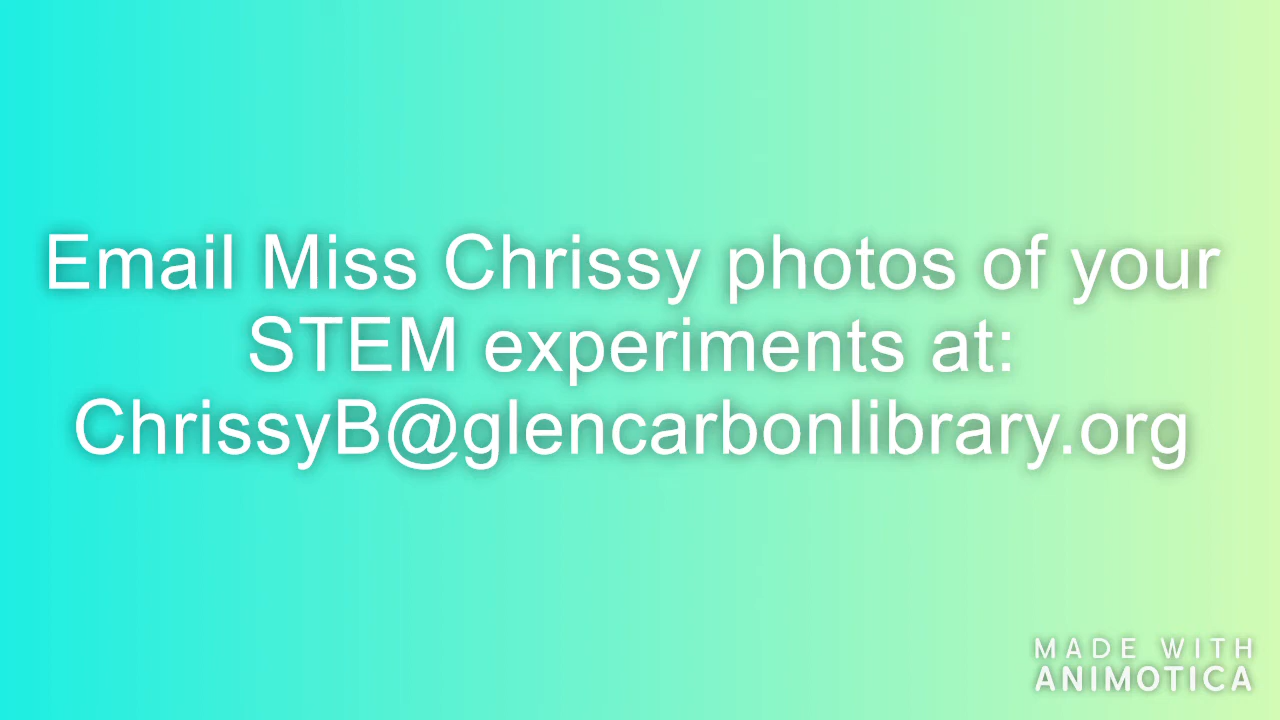 Email Miss Chrissy photos of your
STEM experiments at:
ChrissyB@glencarbonlibrary.org
MADE WITH
ANIMOTICA